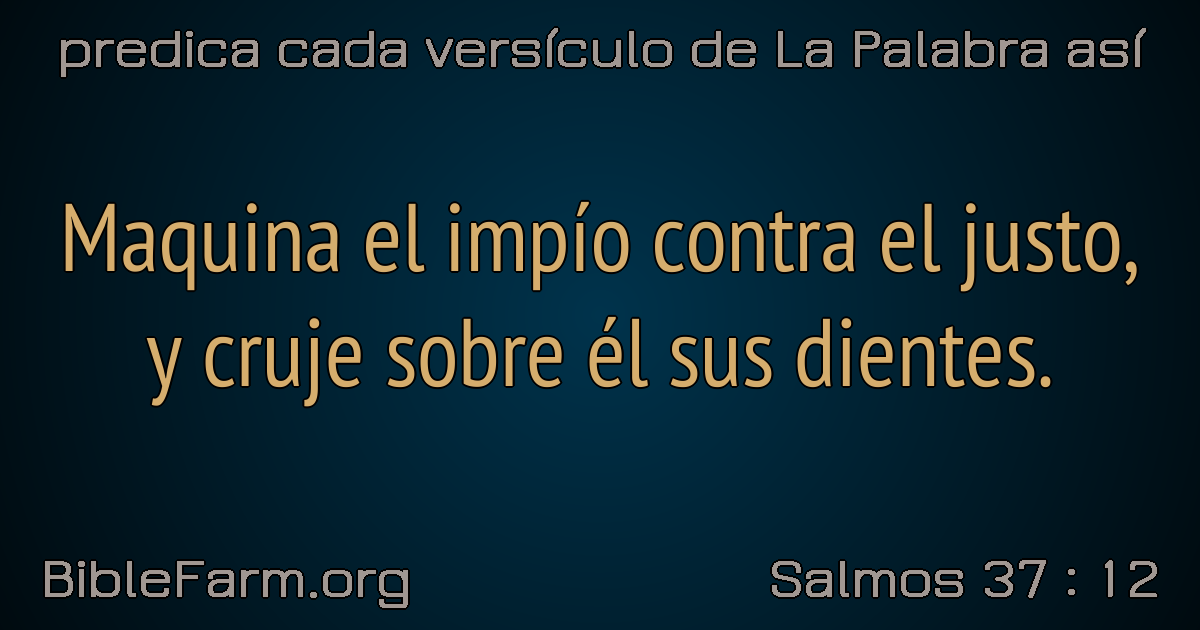 predica cada versículo de La Palabra así
Maquina el impío contra el justo,
y cruje sobre él sus dientes.
BibleFarm.org
Salmos 37 : 12